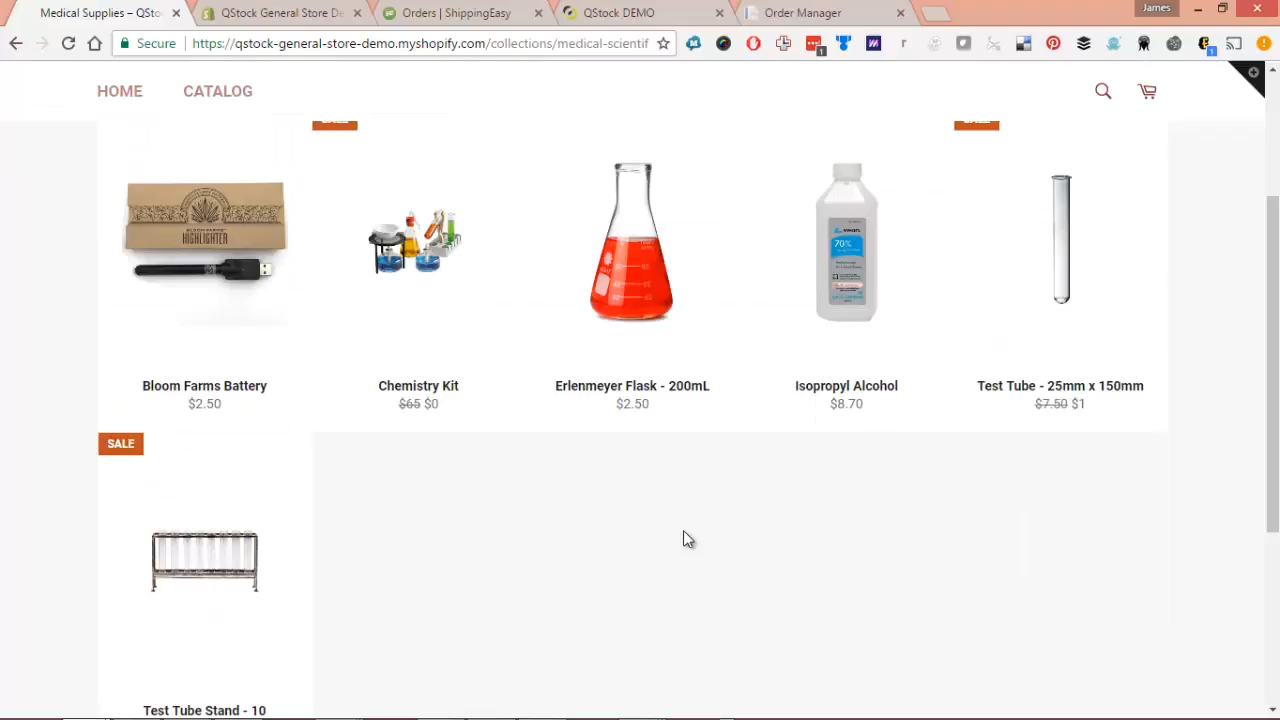 James
Medical Supplies – QSto
QStock General Store De
Orders | ShippingEasy
QStock DEMO
Order Manager
Secure
https://qstock-general-store-demo.myshopify.com/collections/medical-scientif
HOME
CATALOG
HIGHLIGHTER
70%
Bloom Farms Battery
Chemistry Kit
Erlenmeyer Flask - 200mL
Isopropyl Alcohol
Test Tube - 25mm x 150mm
$2.50
$65 $0
$2.50
$8.70
$7.50 $1
SALE
Test Tube Stand - 10